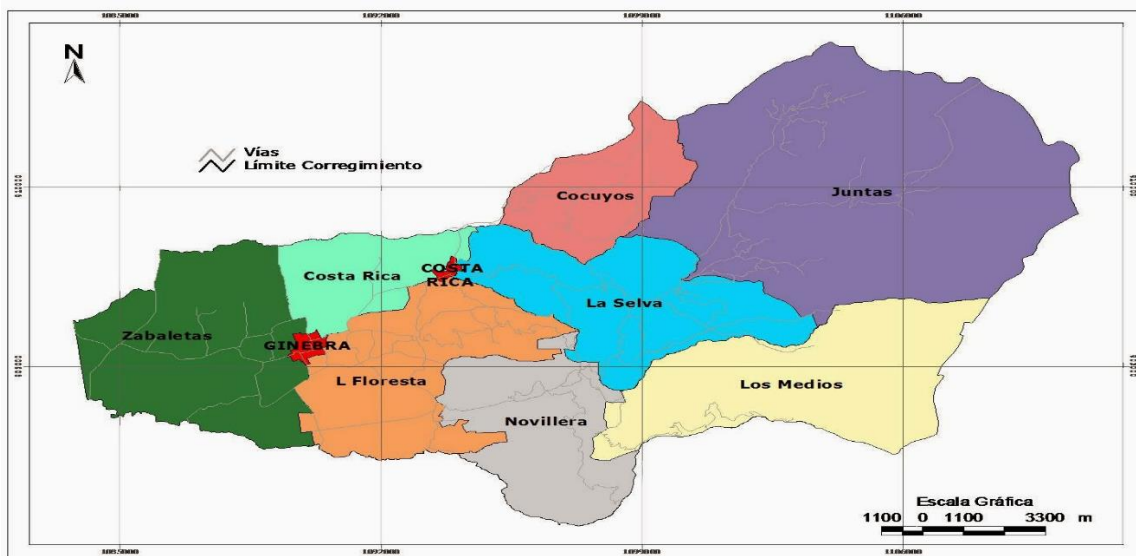 N
Vías
Límite Corregimiento
Cocuyos
Juntas
Costa Rica
COSTA
RICA
La Selva
Zabaletas
GINEBRA
L Floresta
Los Medios
Novillera
Escala Gráfica
1100 0 1100 3300 m